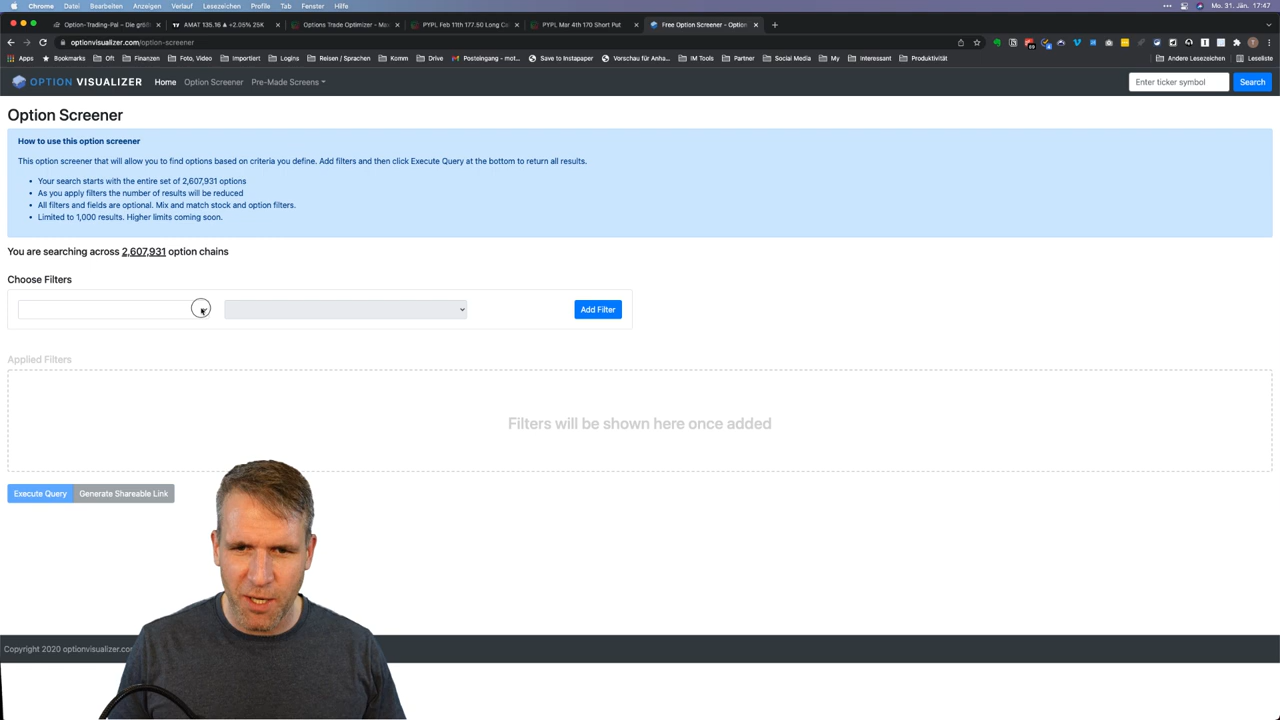 Chrome Datei Bearbeiten Anzeigen Verlauf Lesezeichen Profile Tab Fenster Hilfe Mo. 31. Jän. 17:47
Option-Trading-Pal – Die größt AMAT 135.16 ▲ +2.05% 25K Options Trade Optimizer - Ma PYPL Feb 11th 177.50 Long Ca PYPL Mar 4th 170 Short Put Free Option Screener - Option
optionvisualizer.com/option-screener
Apps Bookmarks Oft Finanzen Foto, Video Importiert Logins Reisen / Sprachen Komm Drive Posteingang - mot... Save to Instapaper Vorschau für Anha... IM Tools Partner Social Media My Interessant Produktivität Andere Lesezeichen Leseliste
OPTION VISUALIZER Home Option Screener Pre-Made Screens Enter ticker symbol Search
Option Screener
How to use this option screener
This option screener that will allow you to find options based on criteria you define. Add filters and then click Execute Query at the bottom to return all results.
• Your search starts with the entire set of 2,607,931 options
• As you apply filters the number of results will be reduced
• All filters and fields are optional. Mix and match stock and option filters.
• Limited to 1,000 results. Higher limits coming soon.
You are searching across 2,607,931 option chains
Choose Filters
Add Filter
Applied Filters
Filters will be shown here once added
Execute Query Generate Shareable Link
Copyright 2020 optionvisualizer.co